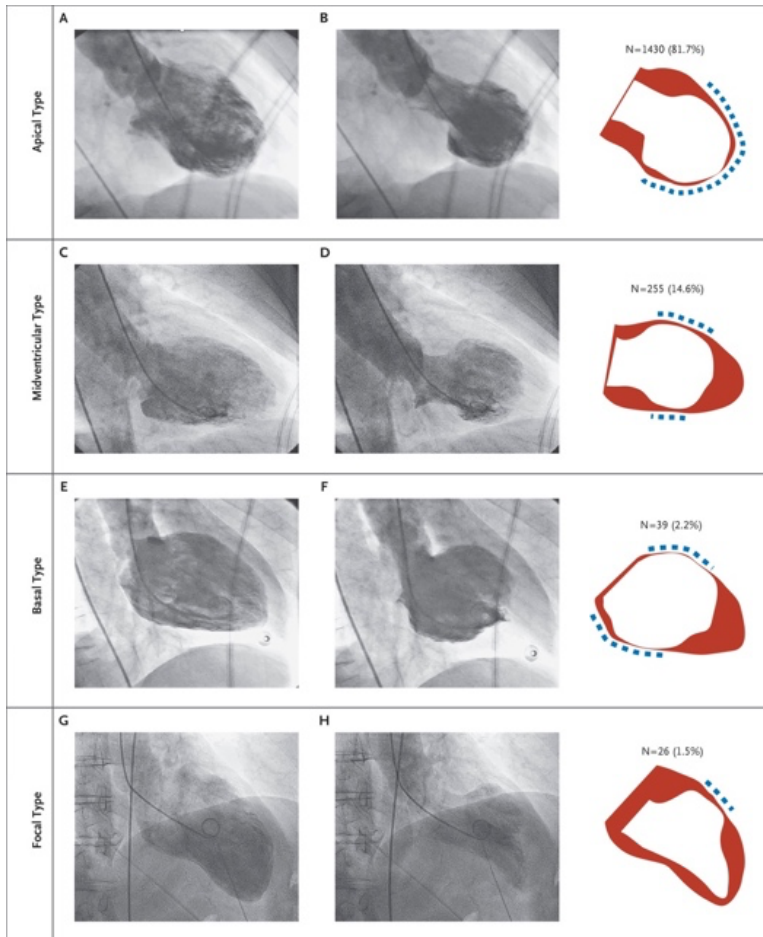 A
B
N=1430 (81.7%)
Apical Type
C
D
N=255 (14.6%)
Midventricular Type
E
F
N=39 (2.2%)
Basal Type
G
H
N=26 (1.5%)
Focal Type